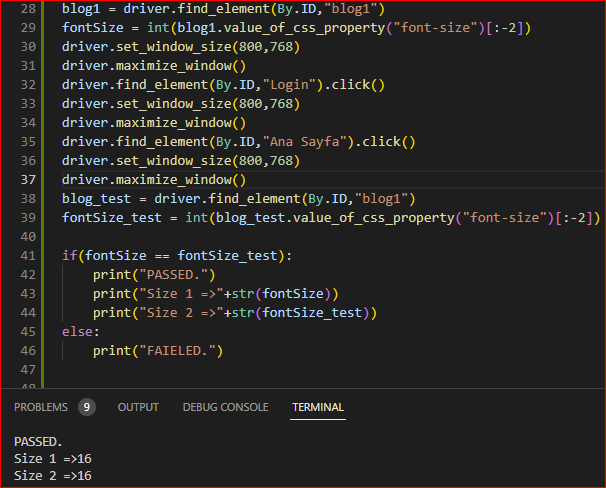 28 blog1 = driver.find_element(By.ID,"blog1")
29 fontSize = int(blog1.value_of_css_property("font-size")[:-2])
30 driver.set_window_size(800,768)
31 driver.maximize_window()
32 driver.find_element(By.ID,"Login").click()
33 driver.set_window_size(800,768)
34 driver.maximize_window()
35 driver.find_element(By.ID,"Ana Sayfa").click()
36 driver.set_window_size(800,768)
37 driver.maximize_window()
38 blog_test = driver.find_element(By.ID,"blog1")
39 fontSize_test = int(blog_test.value_of_css_property("font-size")[:-2])
40
41 if(fontSize == fontSize_test):
42     print("PASSED.")
43     print("Size 1 =>"+str(fontSize))
44     print("Size 2 =>"+str(fontSize_test))
45 else:
46     print("FAIELED.")
47
48
PROBLEMS 9 OUTPUT DEBUG CONSOLE TERMINAL
PASSED.
Size 1 =>16
Size 2 =>16